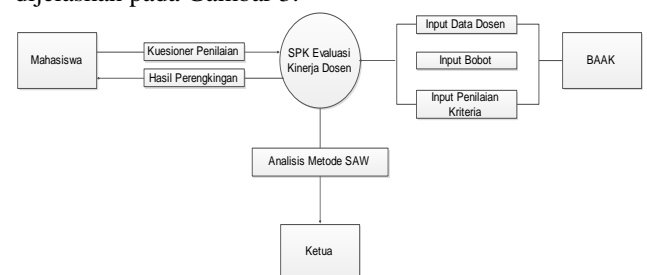 dijelaskan pada Gambar 3.
Mahasiswa
Kuesioner Penilaian
Hasil Perengkingan
SPK Evaluasi
Kinerja Dosen
Input Data Dosen
Input Bobot
Input Penilaian
Kriteria
BAAK
Analisis Metode SAW
Ketua